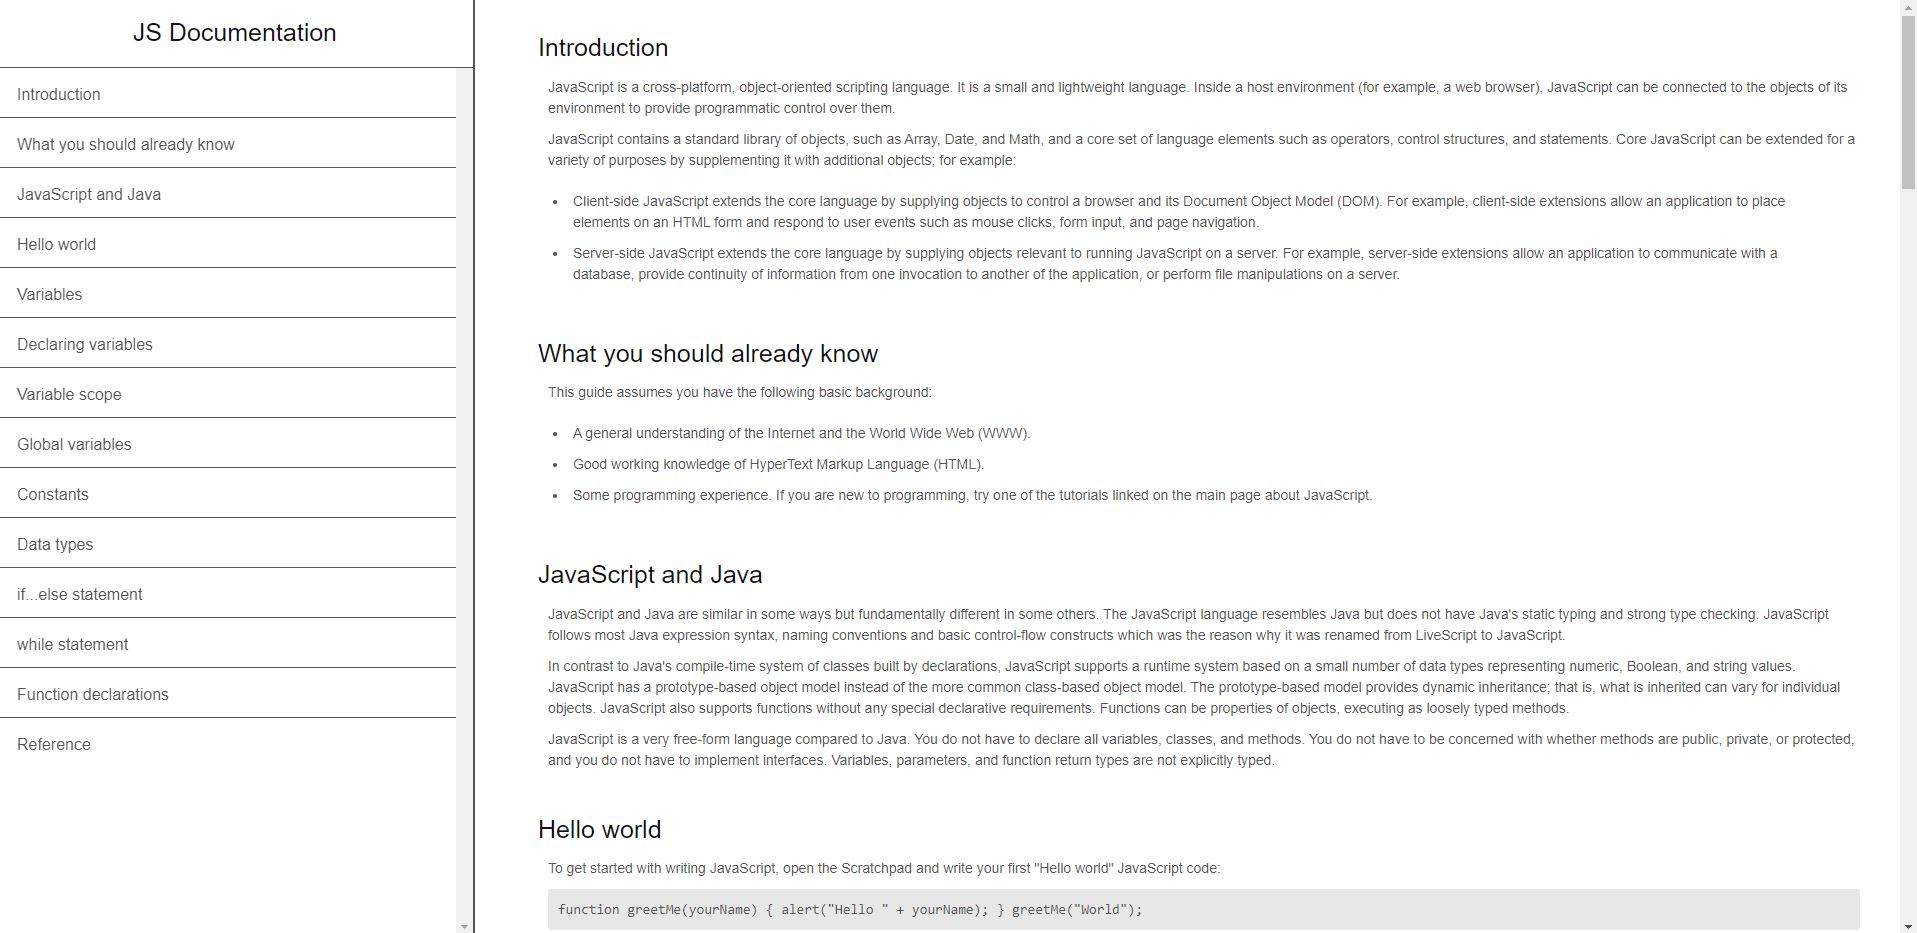 JS Documentation
Introduction
What you should already know
JavaScript and Java
Hello world
Variables
Declaring variables
Variable scope
Global variables
Constants
Data types
if...else statement
while statement
Function declarations
Reference
Introduction
JavaScript is a cross-platform, object-oriented scripting language. It is a small and lightweight language. Inside a host environment (for example, a web browser), JavaScript can be connected to the objects of its
environment to provide programmatic control over them.
JavaScript contains a standard library of objects, such as Array, Date, and Math, and a core set of language elements such as operators, control structures, and statements. Core JavaScript can be extended for a
variety of purposes by supplementing it with additional objects; for example:
• Client-side JavaScript extends the core language by supplying objects to control a browser and its Document Object Model (DOM). For example, client-side extensions allow an application to place
elements on an HTML form and respond to user events such as mouse clicks, form input, and page navigation.
• Server-side JavaScript extends the core language by supplying objects relevant to running JavaScript on a server. For example, server-side extensions allow an application to communicate with a
database, provide continuity of information from one invocation to another of the application, or perform file manipulations on a server.
What you should already know
This guide assumes you have the following basic background:
• A general understanding of the Internet and the World Wide Web (WWW).
• Good working knowledge of HyperText Markup Language (HTML).
• Some programming experience. If you are new to programming, try one of the tutorials linked on the main page about JavaScript.
JavaScript and Java
JavaScript and Java are similar in some ways but fundamentally different in some others. The JavaScript language resembles Java but does not have Java's static typing and strong type checking. JavaScript
follows most Java expression syntax, naming conventions and basic control-flow constructs which was the reason why it was renamed from LiveScript to JavaScript.
In contrast to Java's compile-time system of classes built by declarations, JavaScript supports a runtime system based on a small number of data types representing numeric, Boolean, and string values.
JavaScript has a prototype-based object model instead of the more common class-based object model. The prototype-based model provides dynamic inheritance; that is, what is inherited can vary for individual
objects. JavaScript also supports functions without any special declarative requirements. Functions can be properties of objects, executing as loosely typed methods.
JavaScript is a very free-form language compared to Java. You do not have to declare all variables, classes, and methods. You do not have to be concerned with whether methods are public, private, or protected,
and you do not have to implement interfaces. Variables, parameters, and function return types are not explicitly typed.
Hello world
To get started with writing JavaScript, open the Scratchpad and write your first "Hello world" JavaScript code:
function greetMe(yourName) { alert("Hello " + yourName); } greetMe("World");